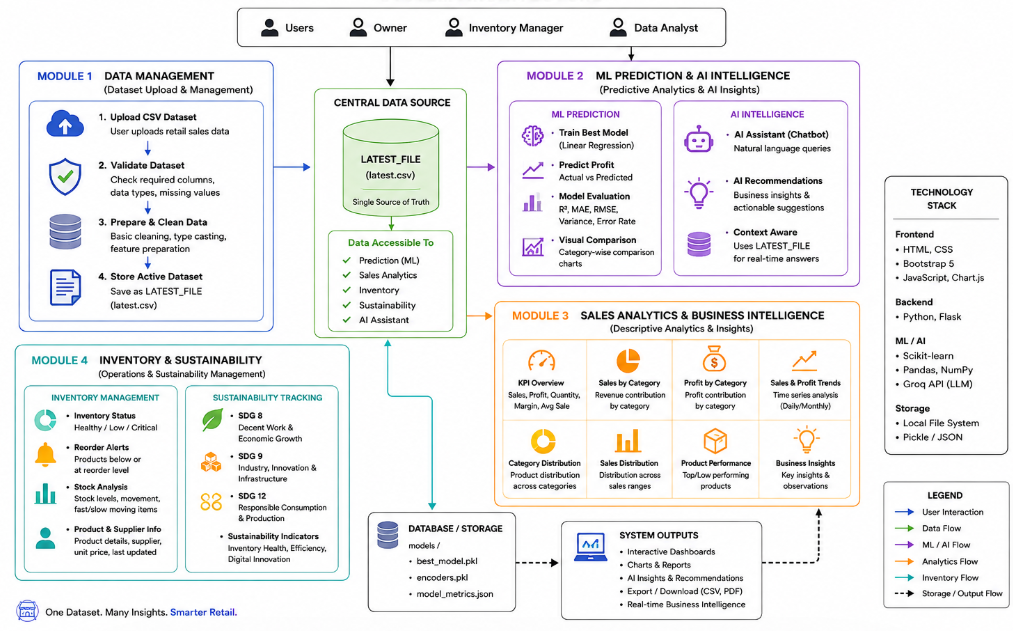 Users
Owner
Inventory Manager
Data Analyst
MODULE 1 DATA MANAGEMENT
(Dataset Upload & Management)
1. Upload CSV Dataset
User uploads retail sales data
2. Validate Dataset
Check required columns,
data types, missing values
3. Prepare & Clean Data
Basic cleaning, type casting,
feature preparation
4. Store Active Dataset
Save as LATEST_FILE
(latest.csv)
CENTRAL DATA SOURCE
LATEST_FILE
(latest.csv)
Single Source of Truth
Data Accessible To
✓ Prediction (ML)
✓ Sales Analytics
✓ Inventory
✓ Sustainability
✓ AI Assistant
MODULE 2 ML PREDICTION & AI INTELLIGENCE
(Predictive Analytics & AI Insights)
ML PREDICTION
• Train Best Model
(Linear Regression)
• Predict Profit
Actual vs Predicted
• Model Evaluation
R², MAE, RMSE,
Variance, Error Rate
• Visual Comparison
Category-wise comparison
charts
AI INTELLIGENCE
• AI Assistant (Chatbot)
Natural language queries
• AI Recommendations
Business insights &
actionable suggestions
• Context Aware
Uses LATEST_FILE
for real-time answers
MODULE 3 SALES ANALYTICS & BUSINESS INTELLIGENCE
(Descriptive Analytics & Insights)
KPI Overview
Sales, Profit, Quantity,
Margin, Avg Sale
Sales by Category
Revenue contribution
by category
Profit by Category
Profit contribution
by category
Sales & Profit Trends
Time series analysis
(Daily/Monthly)
Category Distribution
Product distribution
across categories
Sales Distribution
Distribution across
sales ranges
Product Performance
Top/Low performing
products
Business Insights
Key insights &
observations
MODULE 4 INVENTORY & SUSTAINABILITY
(Operations & Sustainability Management)
INVENTORY MANAGEMENT
• Inventory Status
Healthy / Low / Critical
• Reorder Alerts
Products below or
at reorder level
• Stock Analysis
Stock levels, movement,
fast/slow moving items
• Product & Supplier Info
Product details, supplier,
unit price, last updated
SUSTAINABILITY TRACKING
• SDG 8
Decent Work &
Economic Growth
• SDG 9
Industry, Innovation &
Infrastructure
• SDG 12
Responsible Consumption
& Production
• Sustainability Indicators
Inventory Health, Efficiency,
Digital Innovation
DATABASE / STORAGE
models /
• best_model.pkl
• encoders.pkl
• model_metrics.json
SYSTEM OUTPUTS
• Interactive Dashboards
• Charts & Reports
• AI Insights & Recommendations
• Export / Download (CSV, PDF)
• Real-time Business Intelligence
TECHNOLOGY
STACK
Frontend
• HTML, CSS
• Bootstrap 5
• JavaScript, Chart.js
Backend
• Python, Flask
ML / AI
• Scikit-learn
• Pandas, NumPy
• Groq API (LLM)
Storage
• Local File System
• Pickle / JSON
LEGEND
User Interaction
Data Flow
ML / AI Flow
Analytics Flow
Inventory Flow
Storage / Output Flow
One Dataset. Many Insights. Smarter Retail.